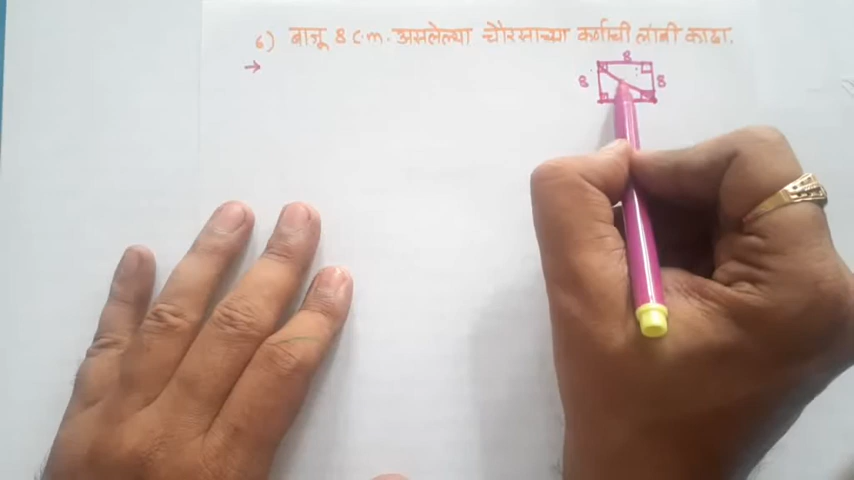 6) बाजू 8 c.m. असलेल्या चौरसाच्या कर्णाची लांबी काढा.
→
8
8 8